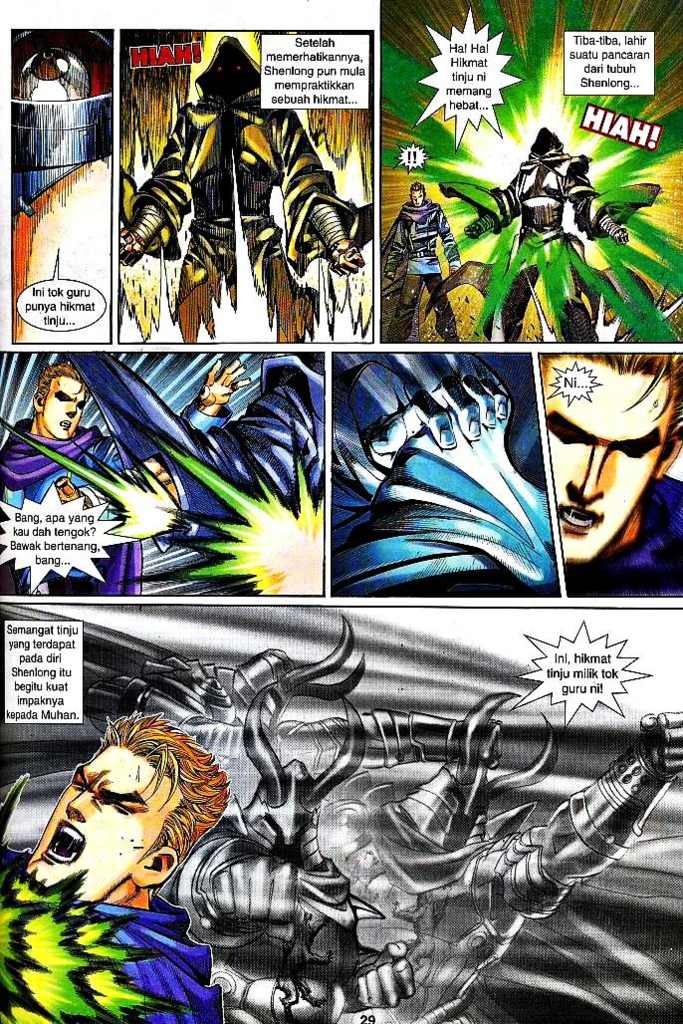 Ini tok guru
punya hikmat
tinju...
HIAH!
Setelah
memerhatikannya,
Shenlong pun mula
mempraktikkan
sebuah hikmat...
Ha! Ha!
Hikmat
tinju ni
memang
hebat...
Tiba-tiba, lahir
suatu pancaran
dari tubuh
Shenlong...
HIAH!
!!
Bang, apa yang
kau dah tengok?
Bawak bertenang,
bang...
Ni...
Semangat tinju
yang terdapat
pada diri
Shenlong itu
begitu kuat
impaknya
kepada Muhan.
Ini, hikmat
tinju milik tok
guru ni!
29